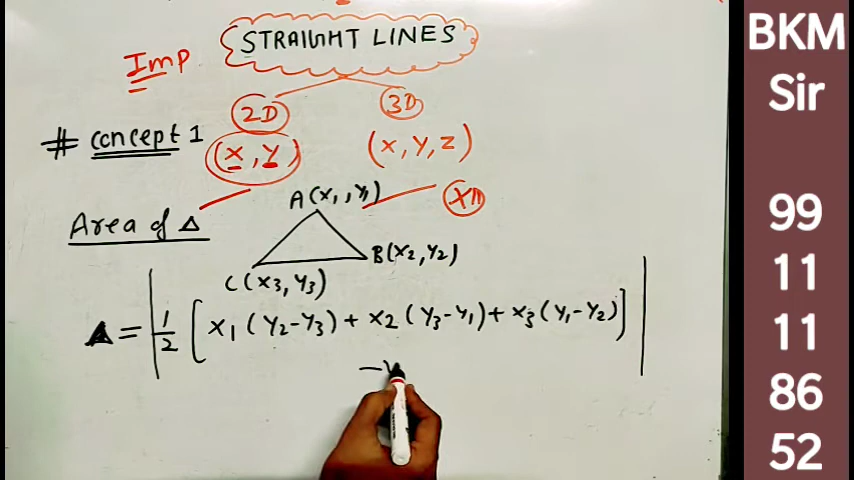 STRAIGHT LINES
Imp
2D
3D
# concept 1
(x, y)
(x, y, z)
XII
Area of Δ
A(x1, y1)
B(x2, y2)
C(x3, y3)
Δ = | 1/2 [ x1 (y2-y3) + x2 (y3-y1) + x3 (y1-y2) ] |
BKM
Sir
99
11
11
86
52